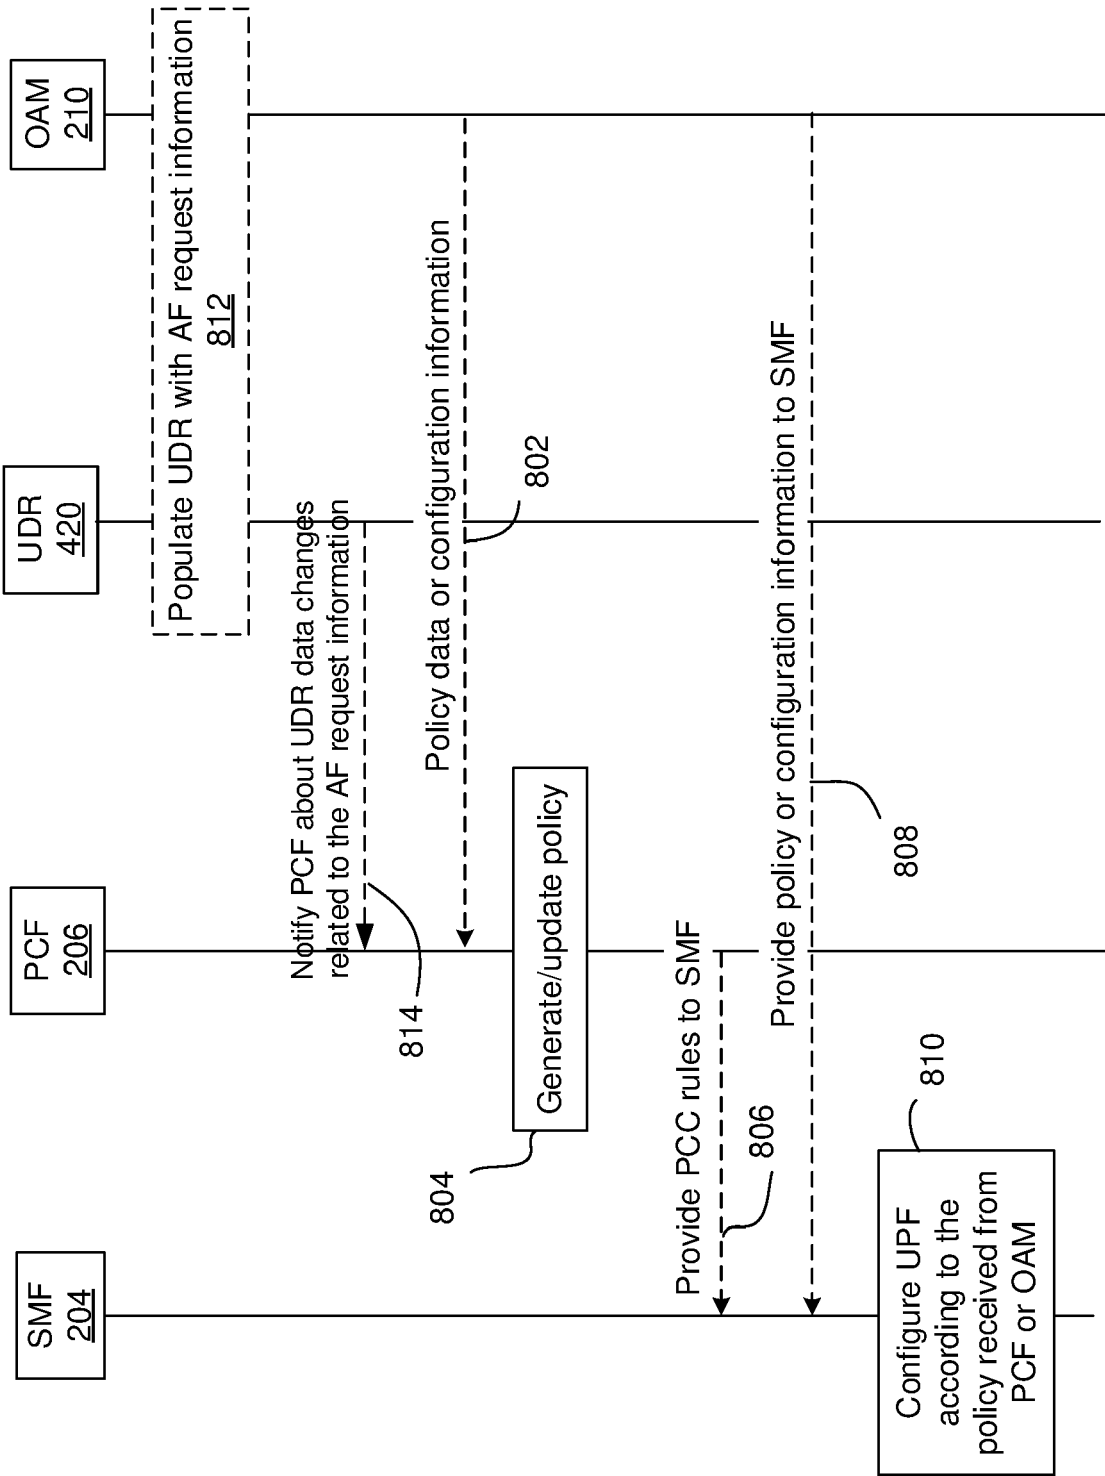 SMF
204
PCF
206
UDR
420
OAM
210
Populate UDR with AF request information
812
Notify PCF about UDR data changes
related to the AF request information
814
Policy data or configuration information
802
Generate/update policy
804
Provide PCC rules to SMF
806
Provide policy or configuration information to SMF
808
Configure UPF
according to the
policy received from
PCF or OAM
810